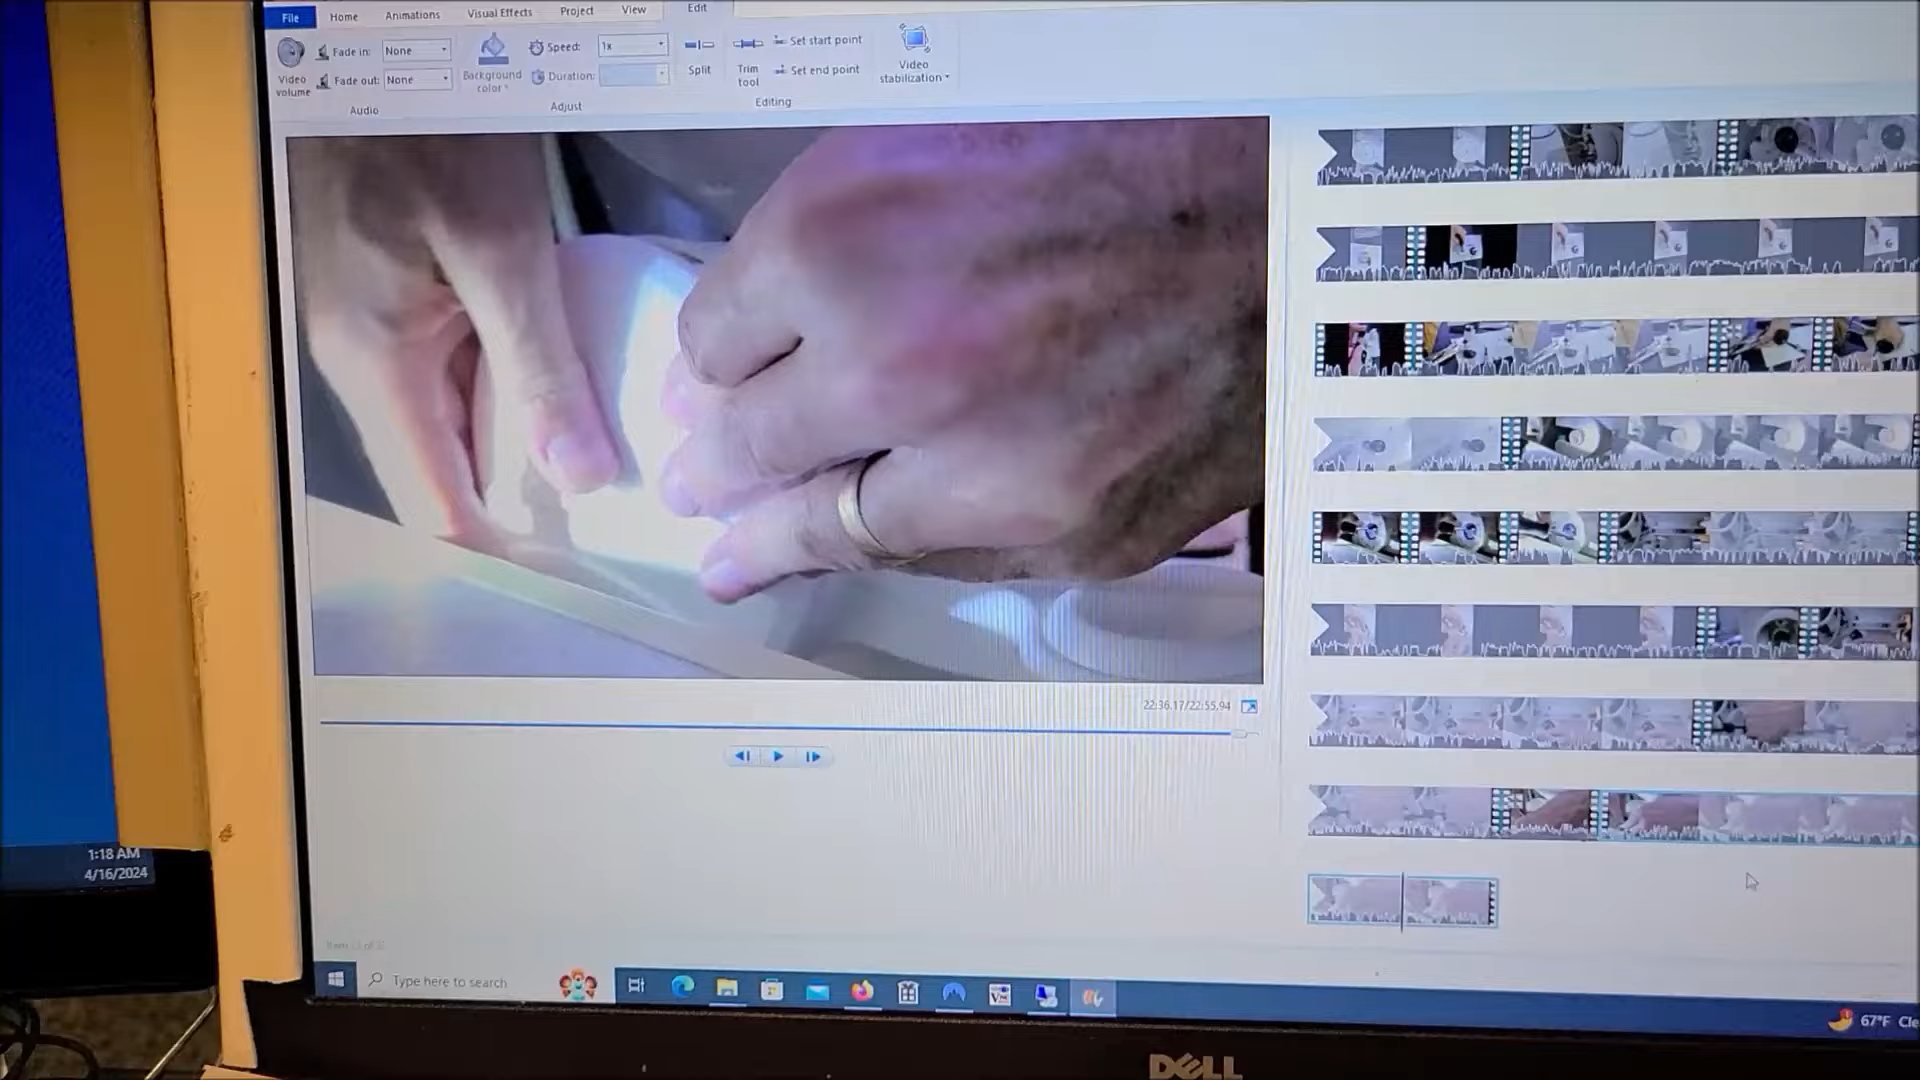 File Home Animations Visual Effects Project View Edit
Video volume
Fade in: None
Fade out: None
Audio
Background color
Speed: 1x
Duration:
Adjust
Split
Trim tool
Set start point
Set end point
Editing
Video stabilization
22:36.17/22:55.94
1:18 AM
4/16/2024
Type here to search
67°F Cle
DELL